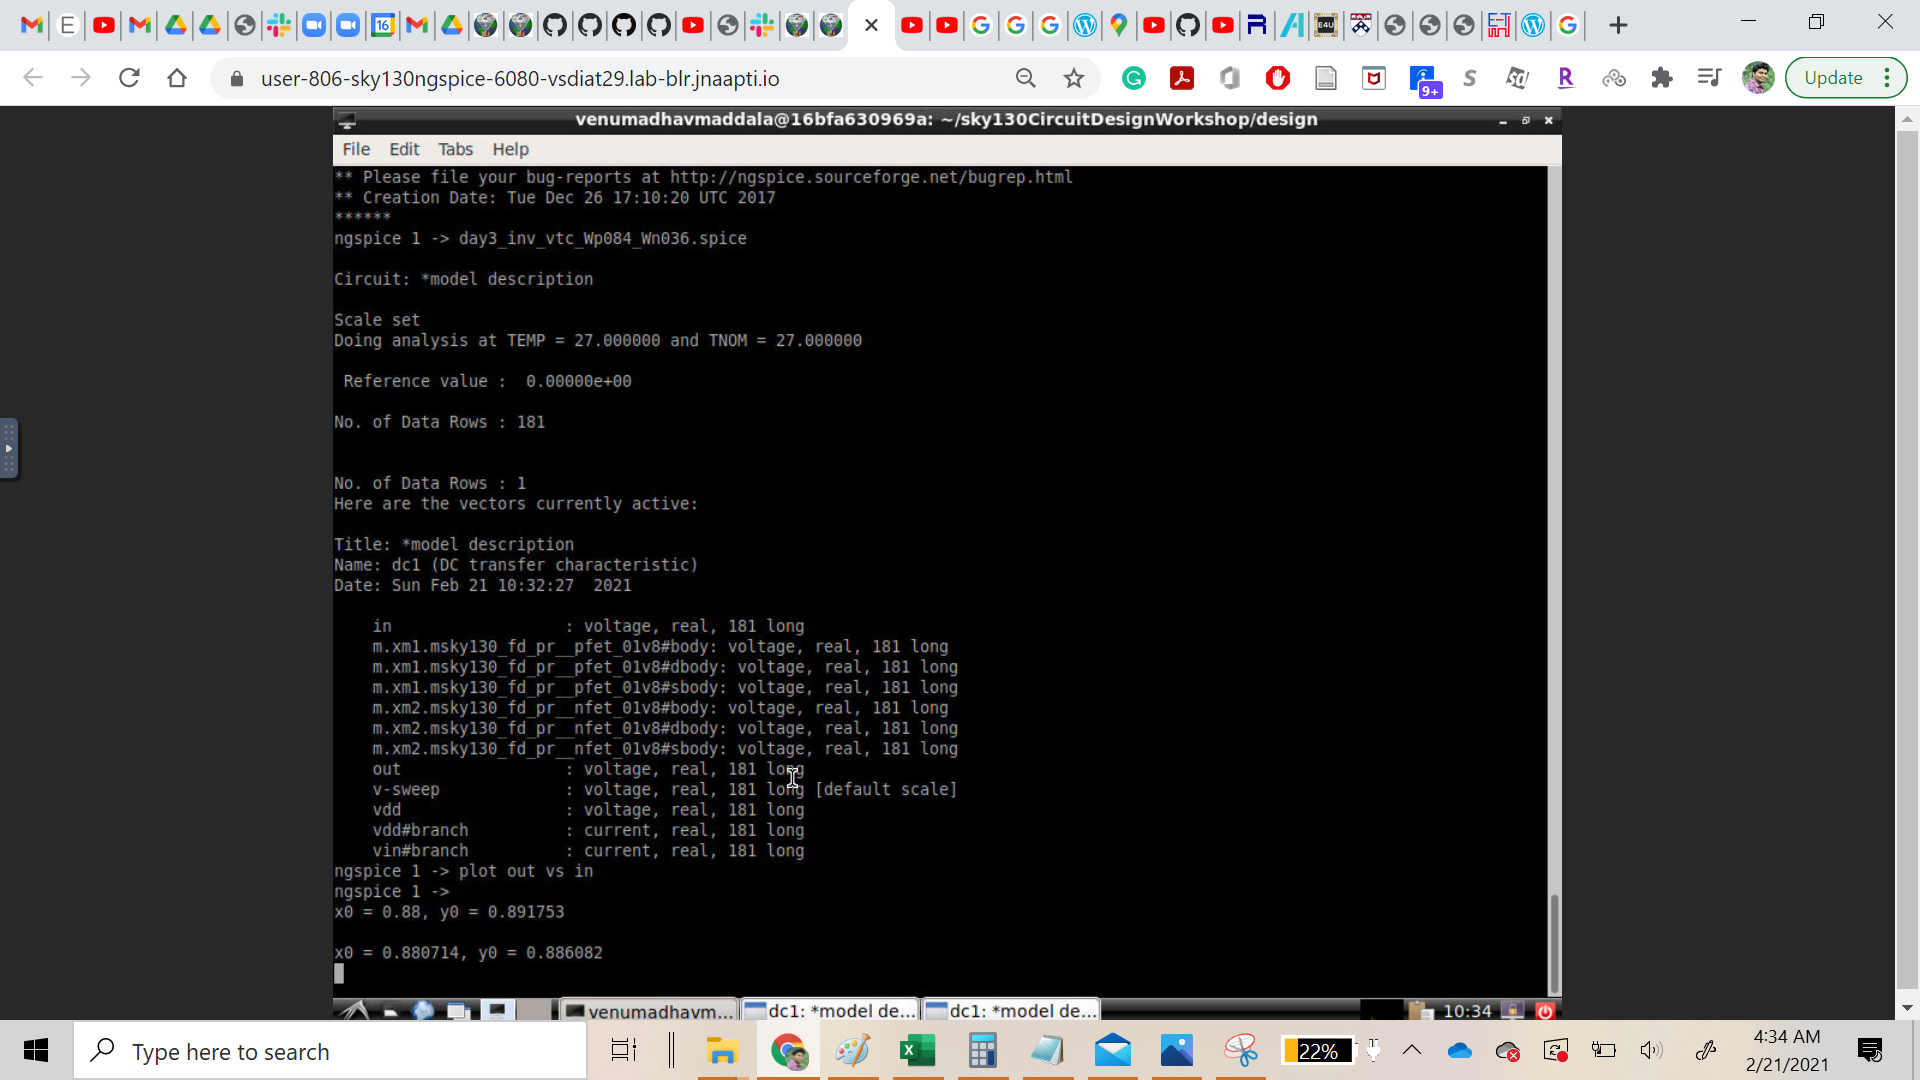 user-806-sky130ngspice-6080-vsdiat29.lab-blr.jnaapti.io
9+
Update
venumadhavmaddala@16bfa630969a: ~/sky130CircuitDesignWorkshop/design
File Edit Tabs Help
** Please file your bug-reports at http://ngspice.sourceforge.net/bugrep.html
** Creation Date: Tue Dec 26 17:10:20 UTC 2017
******
ngspice 1 -> day3_inv_vtc_Wp084_Wn036.spice
Circuit: *model description
Scale set
Doing analysis at TEMP = 27.000000 and TNOM = 27.000000
Reference value :  0.00000e+00
No. of Data Rows : 181
No. of Data Rows : 1
Here are the vectors currently active:
Title: *model description
Name: dc1 (DC transfer characteristic)
Date: Sun Feb 21 10:32:27  2021
in : voltage, real, 181 long
m.xm1.msky130_fd_pr__pfet_01v8#body: voltage, real, 181 long
m.xm1.msky130_fd_pr__pfet_01v8#dbody: voltage, real, 181 long
m.xm1.msky130_fd_pr__pfet_01v8#sbody: voltage, real, 181 long
m.xm2.msky130_fd_pr__nfet_01v8#body: voltage, real, 181 long
m.xm2.msky130_fd_pr__nfet_01v8#dbody: voltage, real, 181 long
m.xm2.msky130_fd_pr__nfet_01v8#sbody: voltage, real, 181 long
out : voltage, real, 181 long
v-sweep : voltage, real, 181 long [default scale]
vdd : voltage, real, 181 long
vdd#branch : current, real, 181 long
vin#branch : current, real, 181 long
ngspice 1 -> plot out vs in
ngspice 1 ->
x0 = 0.88, y0 = 0.891753
x0 = 0.880714, y0 = 0.886082
venumadhavm... dc1: *model de... dc1: *model de... 10:34
Type here to search
22%
4:34 AM
2/21/2021